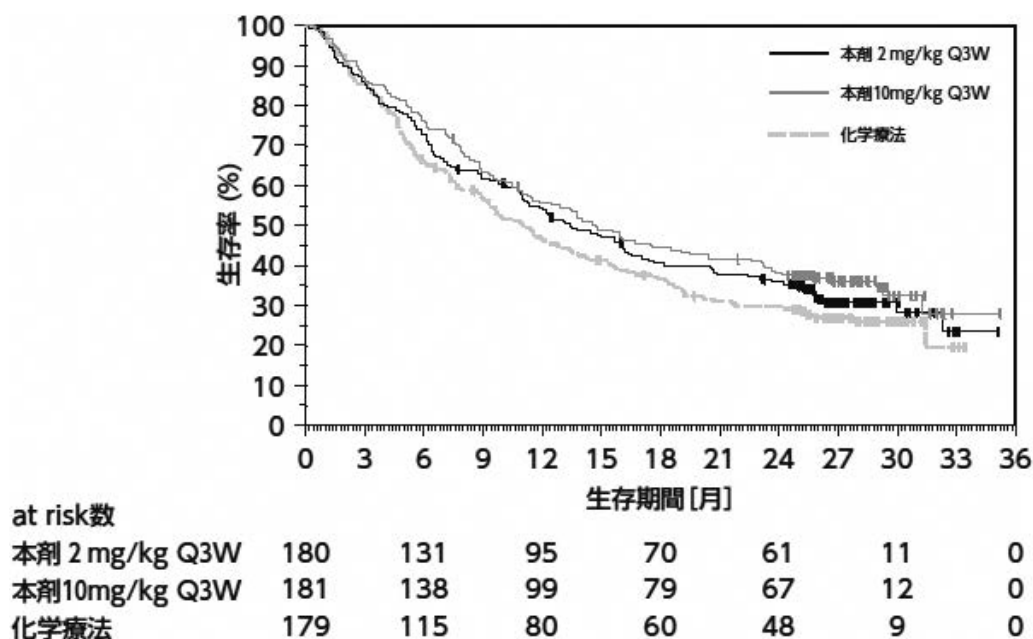 100
90
80
70
60
50
40
30
20
10
0
生存率 (%)
本剤 2 mg/kg Q3W
本剤10mg/kg Q3W
化学療法
0 3 6 9 12 15 18 21 24 27 30 33 36
生存期間 [月]
at risk数
本剤 2 mg/kg Q3W 180 131 95 70 61 11 0
本剤10mg/kg Q3W 181 138 99 79 67 12 0
化学療法 179 115 80 60 48 9 0